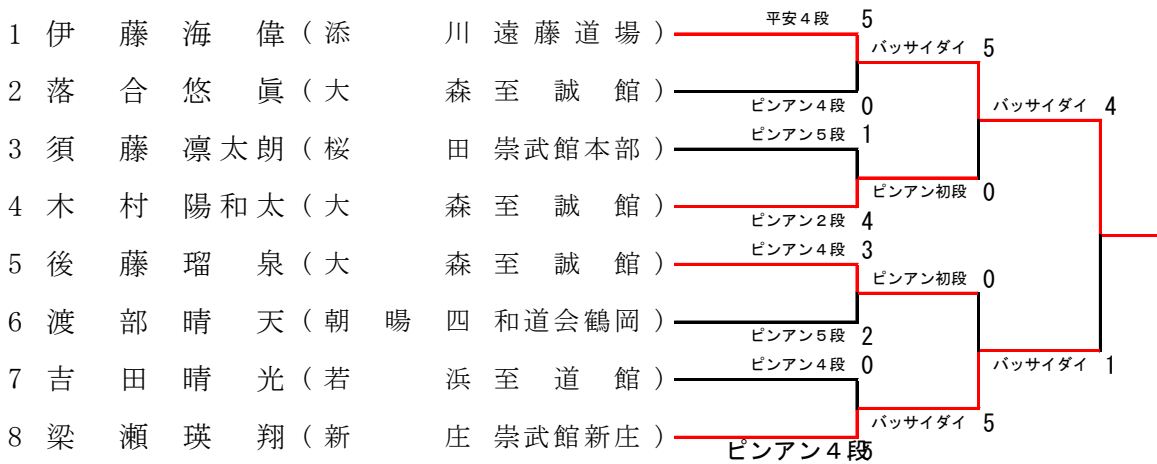 1 伊藤海偉(添川 遠藤道場) 平安4段 5
バッサイダイ 5
2 落合悠眞(大森 至誠館) ピンアン4段 0
バッサイダイ 4
3 須藤凛太朗(桜田 崇武館本部) ピンアン5段 1
ピンアン初段 0
4 木村陽和太(大森 至誠館) ピンアン2段 4
5 後藤瑠泉(大森 至誠館) ピンアン4段 3
ピンアン初段 0
6 渡部晴天(朝暘四 和道会鶴岡) ピンアン5段 2
バッサイダイ 1
7 吉田晴光(若浜 至道館) ピンアン4段 0
バッサイダイ 5
8 梁瀬瑛翔(新庄 崇武館新庄) ピンアン4段 5